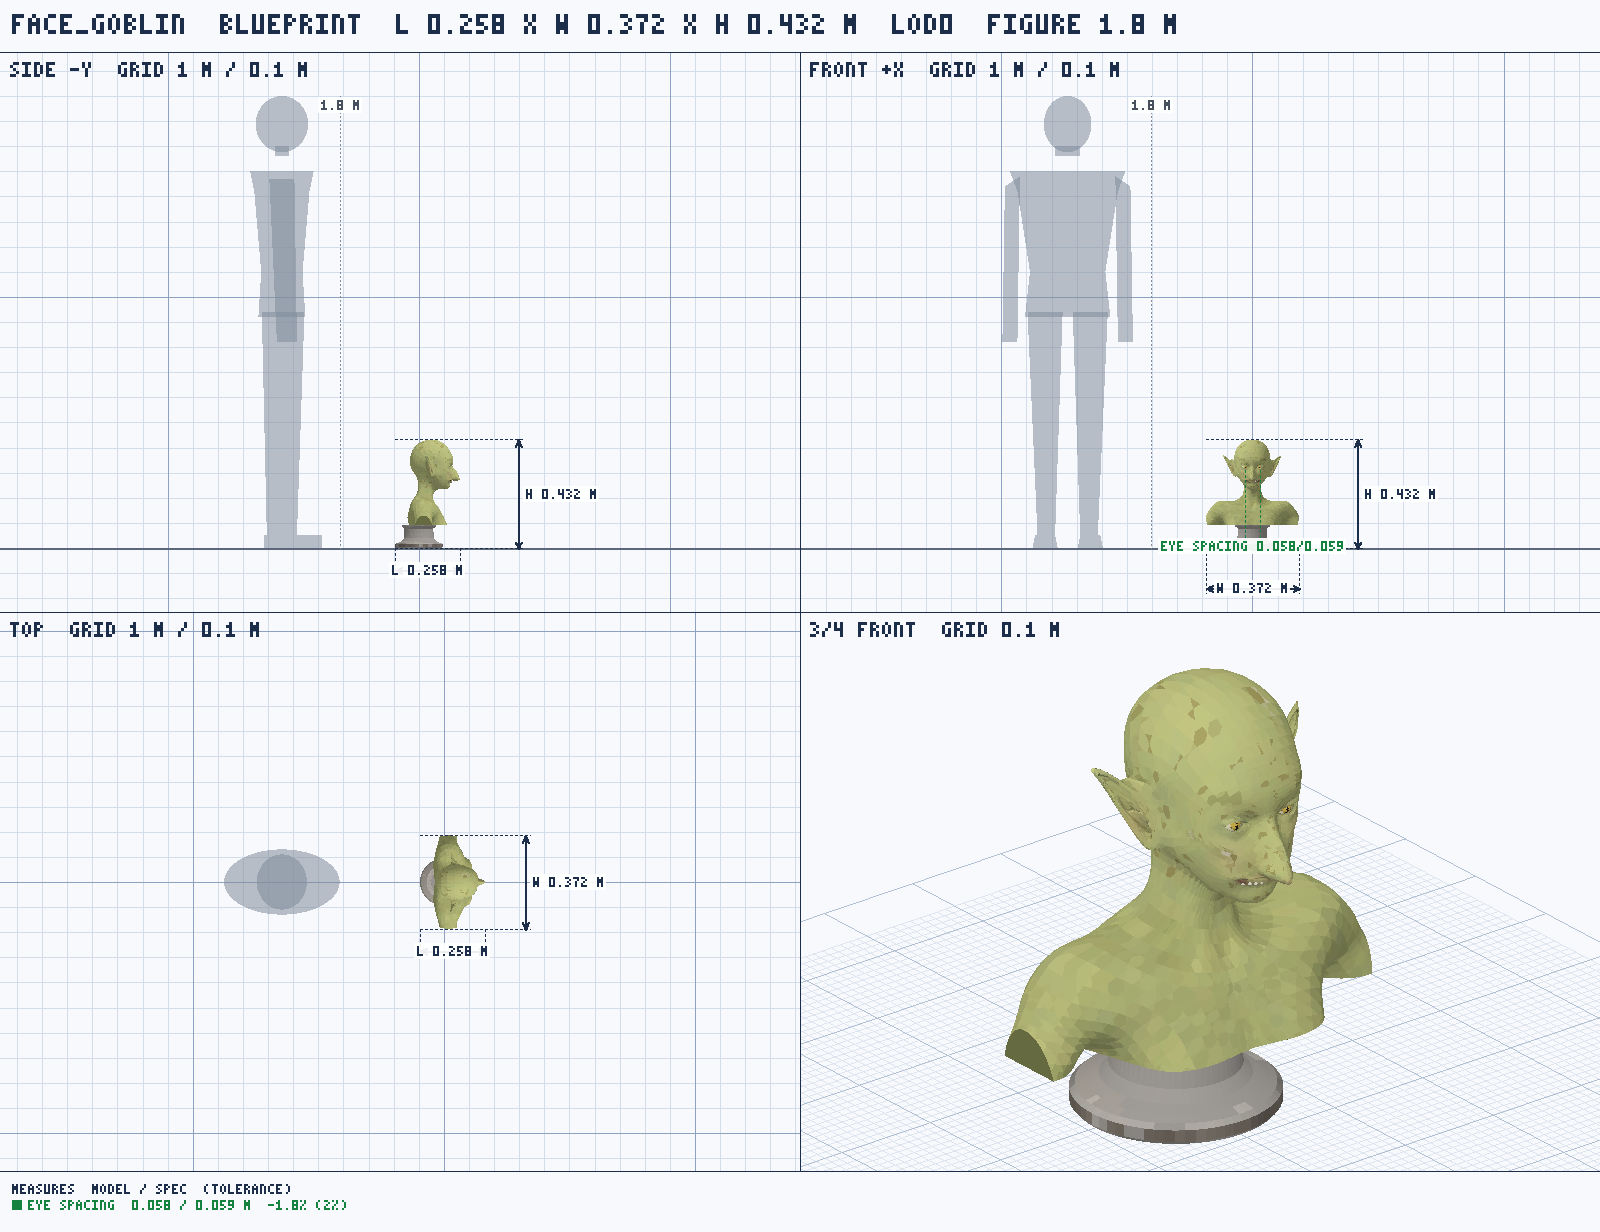 FACE_GOBLIN BLUEPRINT L 0.258 X W 0.372 X H 0.432 M LOD0 FIGURE 1.8 M
SIDE -Y GRID 1 M / 0.1 M
1.8 M
H 0.432 M
L 0.258 M
FRONT +X GRID 1 M / 0.1 M
1.8 M
H 0.432 M
EYE SPACING 0.058/0.059
W 0.372 M
TOP GRID 1 M / 0.1 M
W 0.372 M
L 0.258 M
3/4 FRONT GRID 0.1 M
MEASURES MODEL / SPEC (TOLERANCE)
EYE SPACING 0.058 / 0.059 M -1.8% (2%)